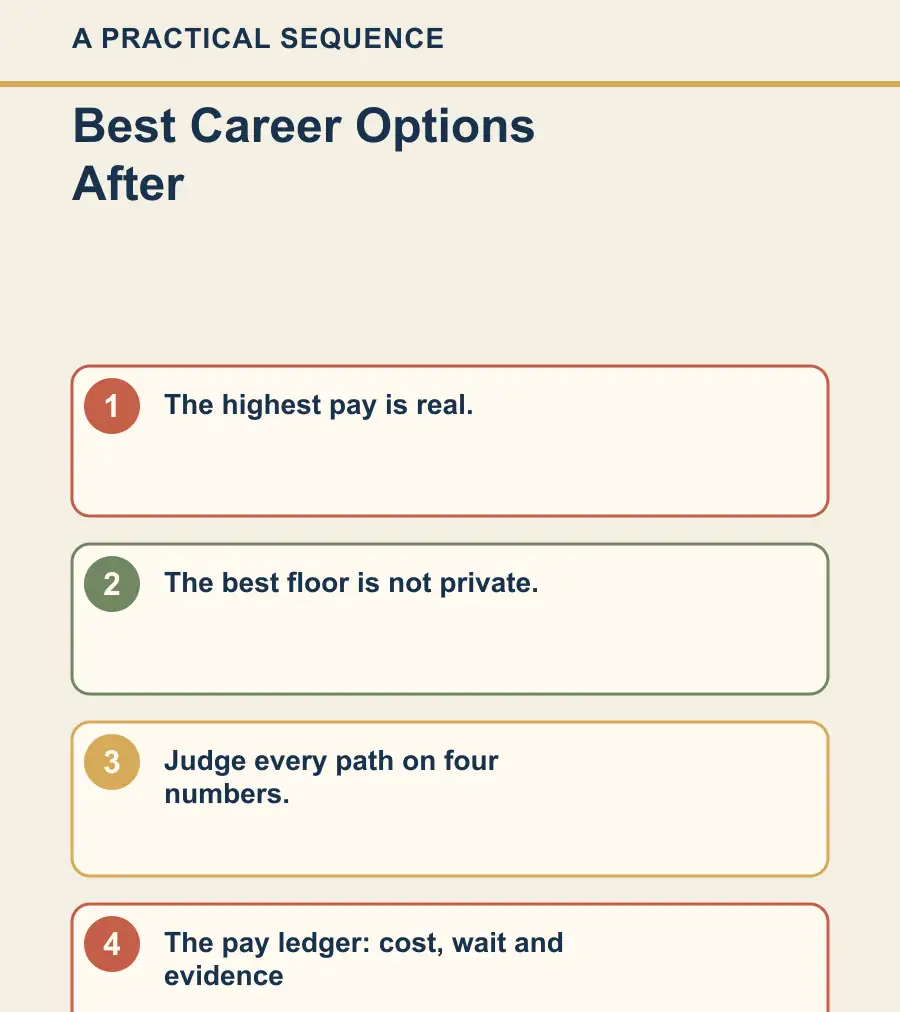 A PRACTICAL SEQUENCE
Best Career Options
After
1
The highest pay is real.
2
The best floor is not private.
3
Judge every path on four
numbers.
4
The pay ledger: cost, wait and
evidence